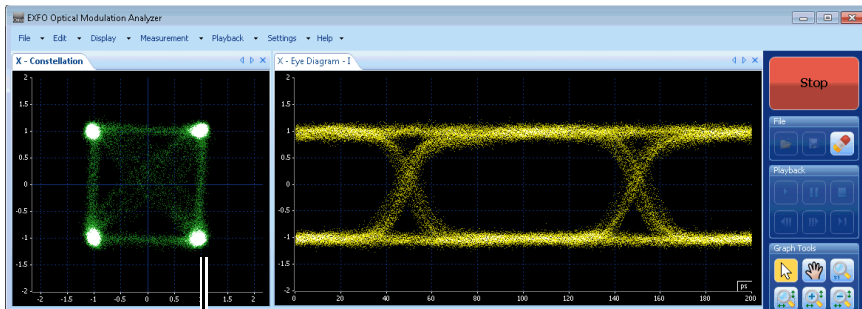 EXFO Optical Modulation Analyzer
File Edit Display Measurement Playback Settings Help
X - Constellation
X - Eye Diagram - I
Stop
File
Playback
Graph Tools
2
1.5
1
0.5
0
-0.5
-1
-1.5
-2
-2 -1.5 -1 -0.5 0 0.5 1 1.5 2
2
1.5
1
0.5
0
-0.5
-1
-1.5
-2
0 20 40 60 80 100 120 140 160 180 200
ps